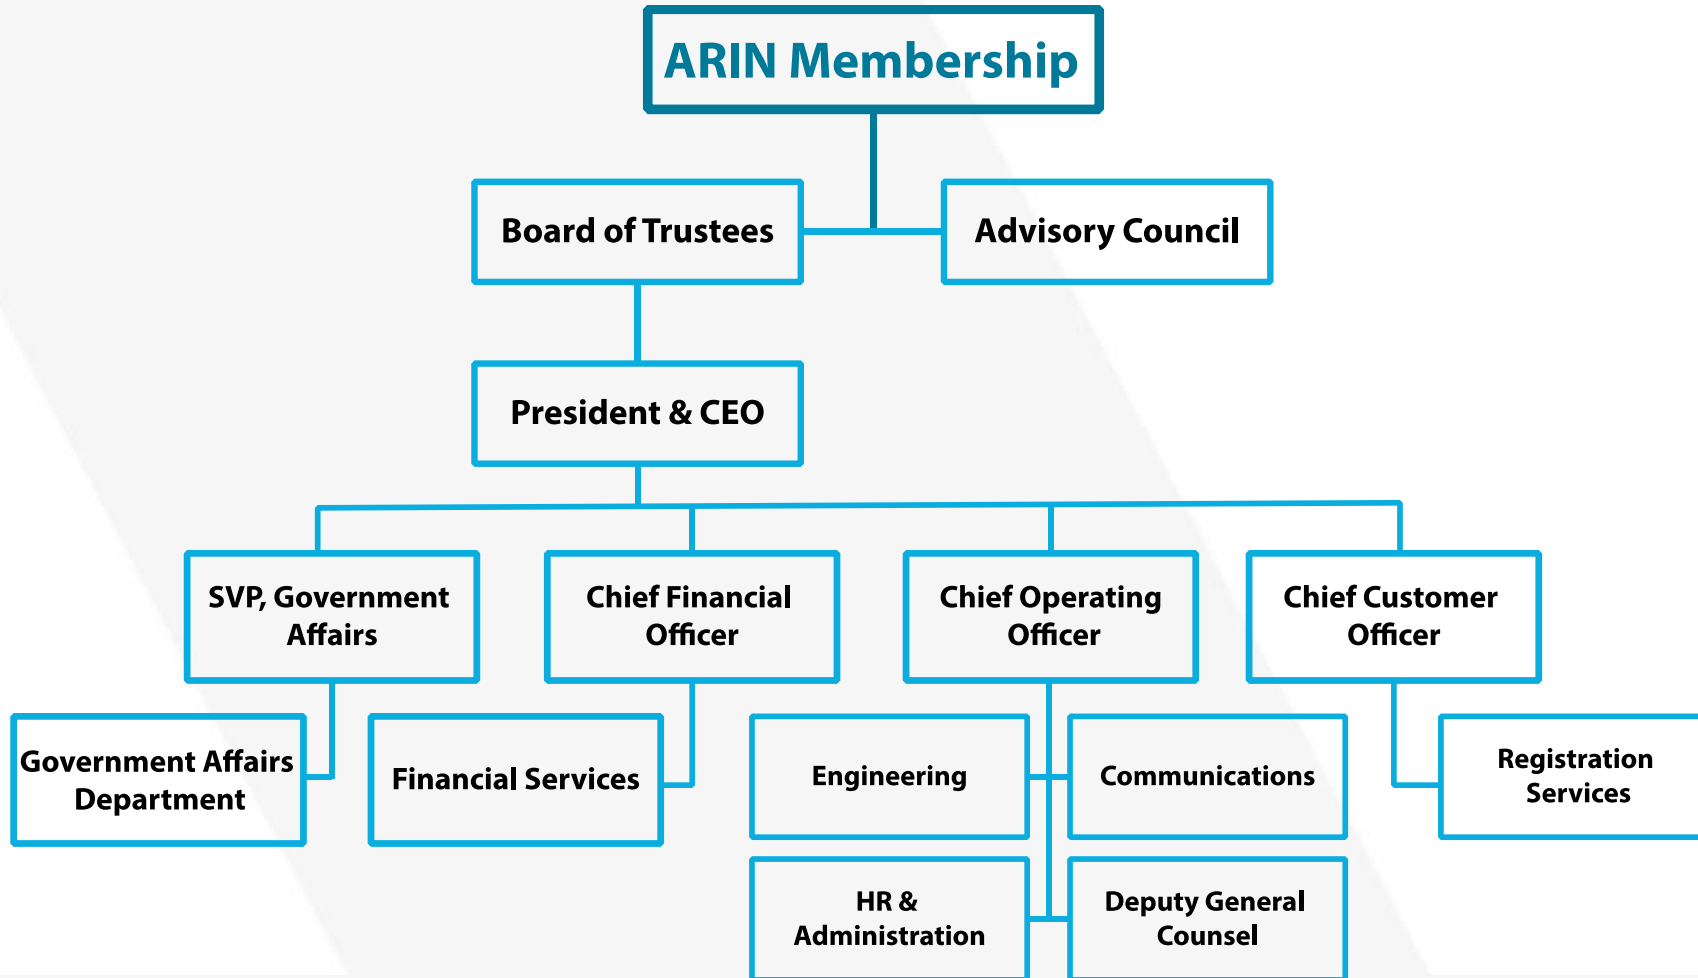 ARIN Membership
Board of Trustees
Advisory Council
President & CEO
SVP, Government
Affairs
Chief Financial
Officer
Chief Operating
Officer
Chief Customer
Officer
Government Affairs
Department
Financial Services
Engineering
Communications
Registration
Services
HR &
Administration
Deputy General
Counsel